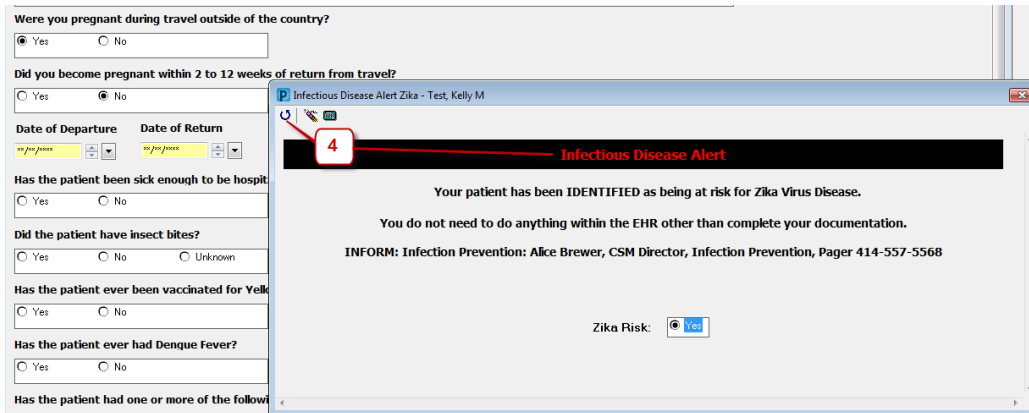 Were you pregnant during travel outside of the country?
Yes No
Did you become pregnant within 2 to 12 weeks of return from travel?
Yes No
Date of Departure Date of Return
**/**/**** **/**/****
Has the patient been sick enough to be hospit
Yes No
Did the patient have insect bites?
Yes No Unknown
Has the patient ever been vaccinated for Yell
Yes No
Has the patient ever had Dengue Fever?
Yes No
Has the patient had one or more of the followi
Infectious Disease Alert Zika - Test, Kelly M
4
Infectious Disease Alert
Your patient has been IDENTIFIED as being at risk for Zika Virus Disease.
You do not need to do anything within the EHR other than complete your documentation.
INFORM: Infection Prevention: Alice Brewer, CSM Director, Infection Prevention, Pager 414-557-5568
Zika Risk: Yes